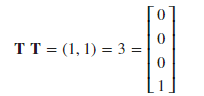 T T = (1, 1) = 3 = [0
0
0
1]